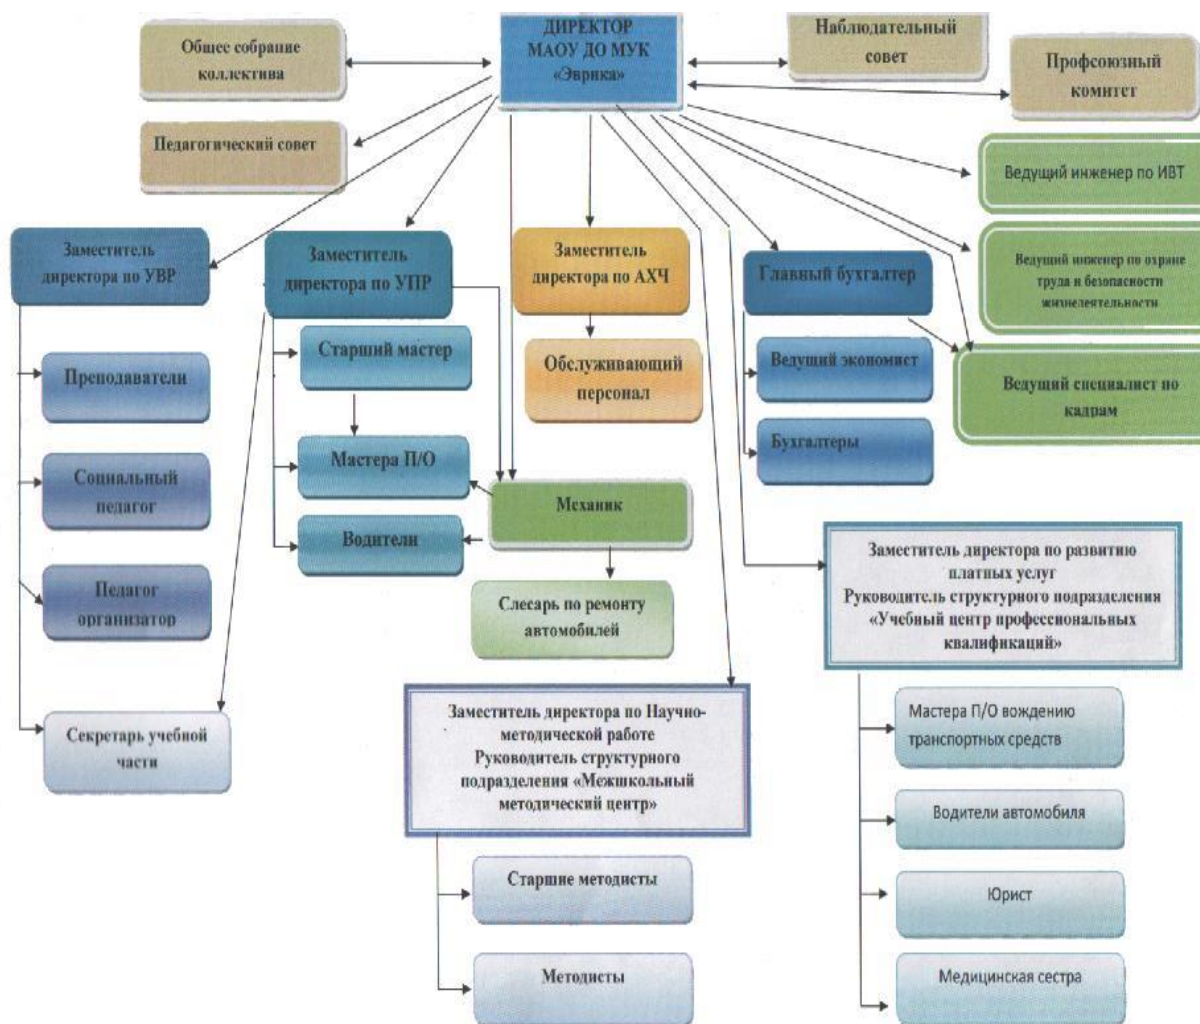 ДИРЕКТОР
МАОУ ДО МУК
«Эврика»
Общее собрание
коллектива
Наблюдательный
совет
Профсоюзный
комитет
Педагогический совет
Ведущий инженер по ИВТ
Заместитель
директора по УВР
Заместитель
директора по УПР
Заместитель
директора по АХЧ
Главный бухгалтер
Ведущий инженер по охране
труда и безопасности
жизнедеятельности
Преподаватели
Социальный
педагог
Педагог
организатор
Секретарь учебной
части
Старший мастер
Мастера П/О
Водители
Обслуживающий
персонал
Механик
Слесарь по ремонту
автомобилей
Ведущий экономист
Бухгалтеры
Ведущий специалист по
кадрам
Заместитель директора по Научно-
методической работе
Руководитель структурного
подразделения «Межшкольный
методический центр»
Старшие методисты
Методисты
Заместитель директора по развитию
платных услуг
Руководитель структурного подразделения
«Учебный центр профессиональных
квалификаций»
Мастера П/О вождению
транспортных средств
Водители автомобиля
Юрист
Медицинская сестра